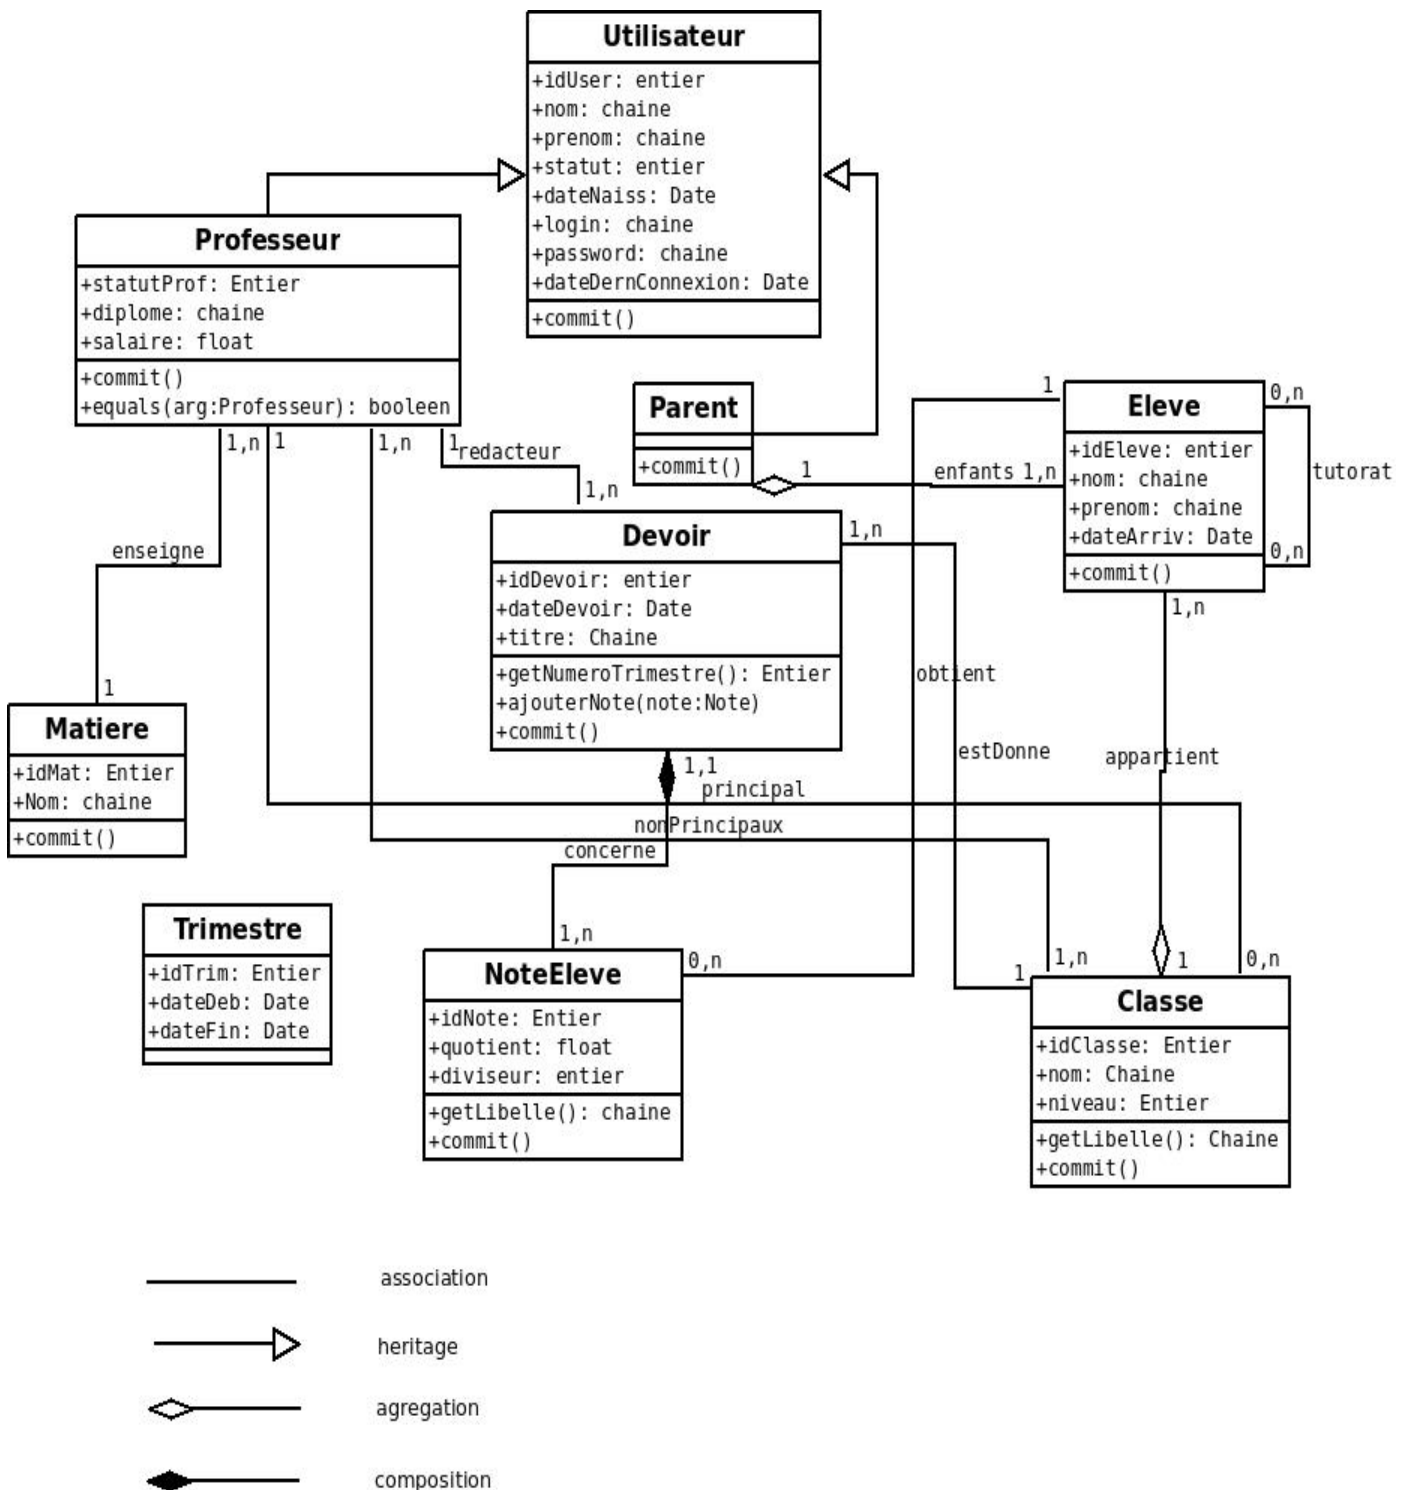 Utilisateur
+idUser: entier
+nom: chaine
+prenom: chaine
+statut: entier
+dateNaiss: Date
+login: chaine
+password: chaine
+dateDernConnexion: Date
+commit()
Professeur
+statutProf: Entier
+diplome: chaine
+salaire: float
+commit()
+equals(arg:Professeur): booleen
1,n
1
1,n
1
redacteur
1,n
Parent
+commit()
1
enfants
1,n
1
Eleve
+idEleve: entier
+nom: chaine
+prenom: chaine
+dateArriv: Date
+commit()
0,n
tutorat
0,n
1,n
enseigne
1
Devoir
+idDevoir: entier
+dateDevoir: Date
+titre: Chaine
+getNumeroTrimestre(): Entier
+ajouterNote(note:Note)
+commit()
1,n
obtient
estDonne
appartient
1,1
principal
nonPrincipaux
concerne
Matiere
+idMat: Entier
+Nom: chaine
+commit()
Trimestre
+idTrim: Entier
+dateDeb: Date
+dateFin: Date
1,n
0,n
NoteEleve
+idNote: Entier
+quotient: float
+diviseur: entier
+getLibelle(): chaine
+commit()
1
1,n
1
0,n
Classe
+idClasse: Entier
+nom: Chaine
+niveau: Entier
+getLibelle(): Chaine
+commit()
association
heritage
agregation
composition